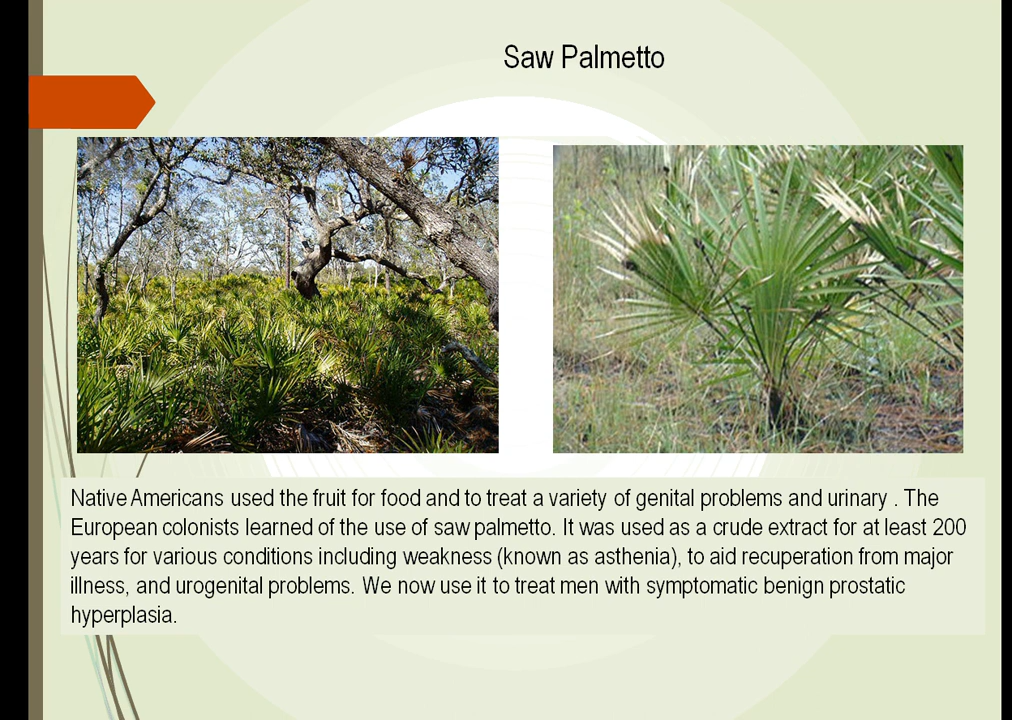 Saw Palmetto
Native Americans used the fruit for food and to treat a variety of genital problems and urinary . The
European colonists learned of the use of saw palmetto. It was used as a crude extract for at least 200
years for various conditions including weakness (known as asthenia), to aid recuperation from major
illness, and urogenital problems. We now use it to treat men with symptomatic benign prostatic
hyperplasia.